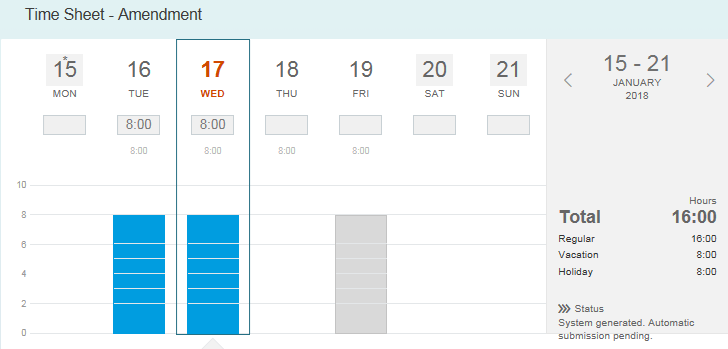 Time Sheet - Amendment
*
15 16 17 18 19 20 21
MON TUE WED THU FRI SAT SUN
8:00 8:00
8:00 8:00 8:00 8:00
10
8
6
4
2
0
15 - 21
JANUARY
2018
Hours
Total 16:00
Regular 16:00
Vacation 8:00
Holiday 8:00
Status
System generated. Automatic
submission pending.